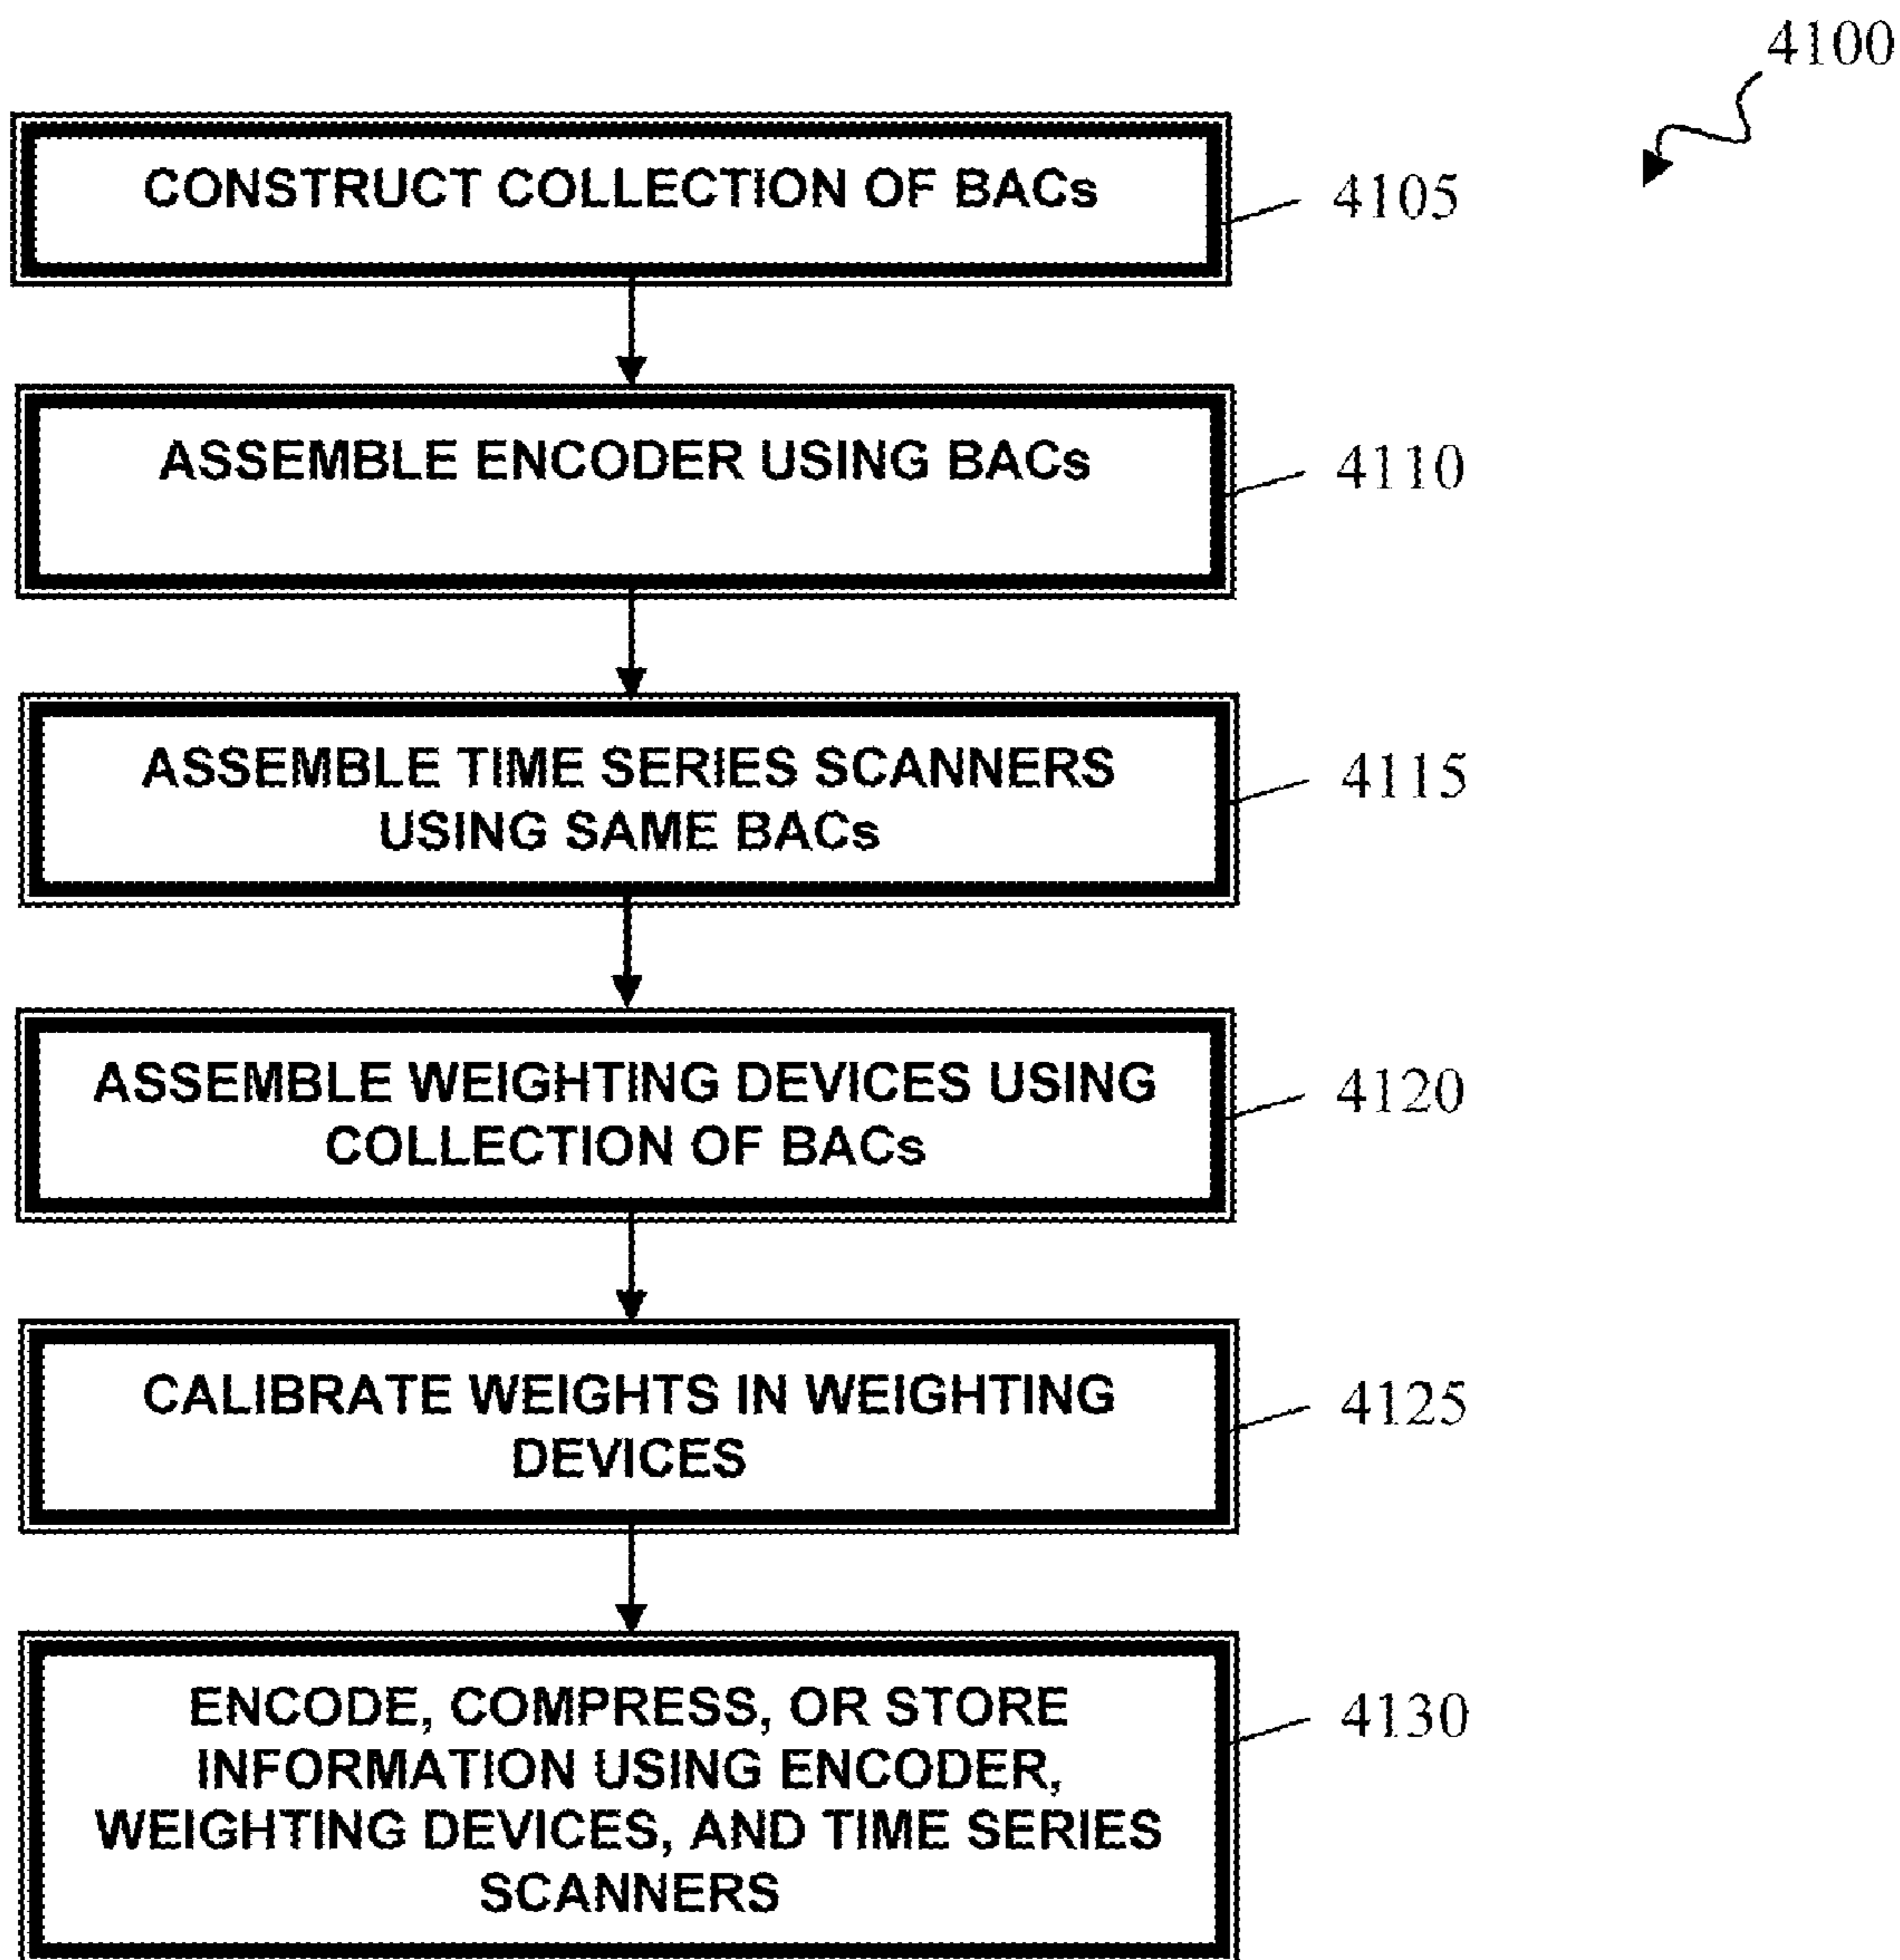 4100
CONSTRUCT COLLECTION OF BACs
4105
ASSEMBLE ENCODER USING BACs
4110
ASSEMBLE TIME SERIES SCANNERS
USING SAME BACs
4115
ASSEMBLE WEIGHTING DEVICES USING
COLLECTION OF BACs
4120
CALIBRATE WEIGHTS IN WEIGHTING
DEVICES
4125
ENCODE, COMPRESS, OR STORE
INFORMATION USING ENCODER,
WEIGHTING DEVICES, AND TIME SERIES
SCANNERS
4130